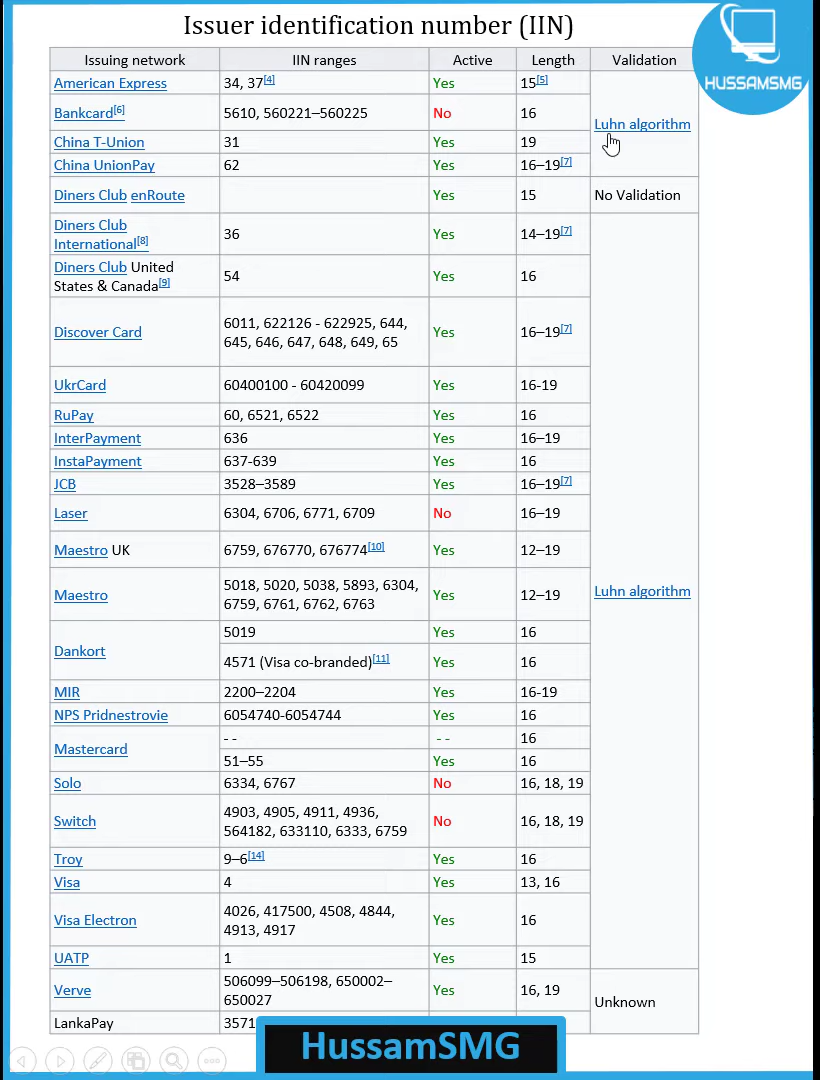 Issuer identification number (IIN)
HUSSAMSMG
Issuing network IIN ranges Active Length Validation
American Express 34, 37[4] Yes 15[5]
Bankcard[6] 5610, 560221–560225 No 16
Luhn algorithm
China T-Union 31 Yes 19
China UnionPay 62 Yes 16–19[7]
Diners Club enRoute Yes 15 No Validation
Diners Club
International[8] 36 Yes 14–19[7]
Diners Club United
States & Canada[9] 54 Yes 16
Discover Card 6011, 622126 - 622925, 644,
645, 646, 647, 648, 649, 65 Yes 16–19[7]
UkrCard 60400100 - 60420099 Yes 16-19
RuPay 60, 6521, 6522 Yes 16
InterPayment 636 Yes 16–19
InstaPayment 637-639 Yes 16
JCB 3528–3589 Yes 16–19[7]
Laser 6304, 6706, 6771, 6709 No 16–19
Maestro UK 6759, 676770, 676774[10] Yes 12–19
Maestro 5018, 5020, 5038, 5893, 6304,
6759, 6761, 6762, 6763 Yes 12–19
Luhn algorithm
Dankort 5019 Yes 16
4571 (Visa co-branded)[11] Yes 16
MIR 2200–2204 Yes 16-19
NPS Pridnestrovie 6054740-6054744 Yes 16
Mastercard - - - - 16
51–55 Yes 16
Solo 6334, 6767 No 16, 18, 19
Switch 4903, 4905, 4911, 4936,
564182, 633110, 6333, 6759 No 16, 18, 19
Troy 9–6[14] Yes 16
Visa 4 Yes 13, 16
Visa Electron 4026, 417500, 4508, 4844,
4913, 4917 Yes 16
UATP 1 Yes 15
Verve 506099–506198, 650002–
650027 Yes 16, 19
Unknown
LankaPay 3571
HussamSMG